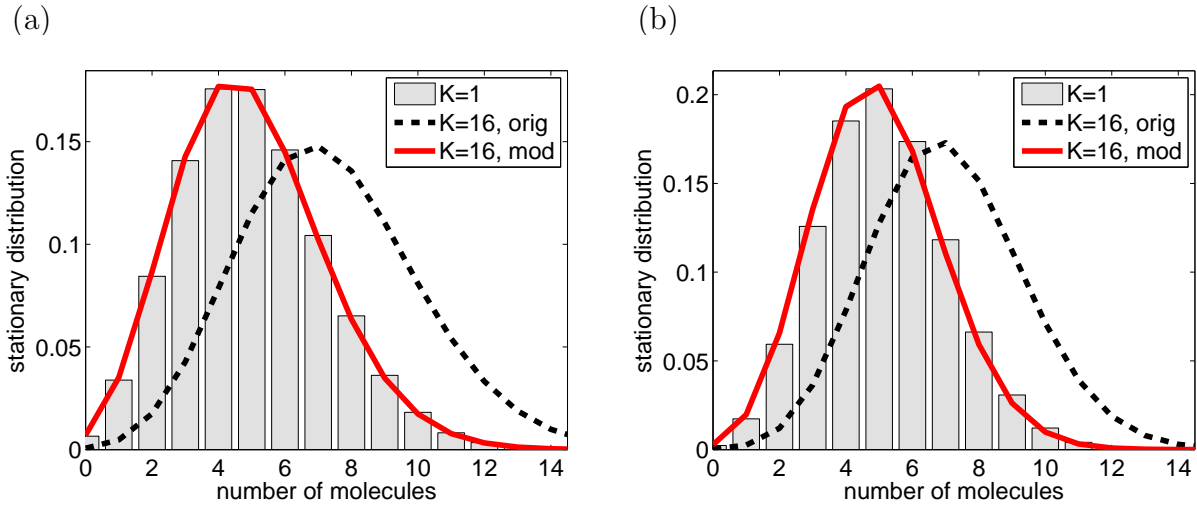 (a)
K=1
K=16, orig
K=16, mod
stationary distribution
0.15
0.1
0.05
0
0 2 4 6 8 10 12 14
number of molecules
(b)
K=1
K=16, orig
K=16, mod
stationary distribution
0.2
0.15
0.1
0.05
0
0 2 4 6 8 10 12 14
number of molecules